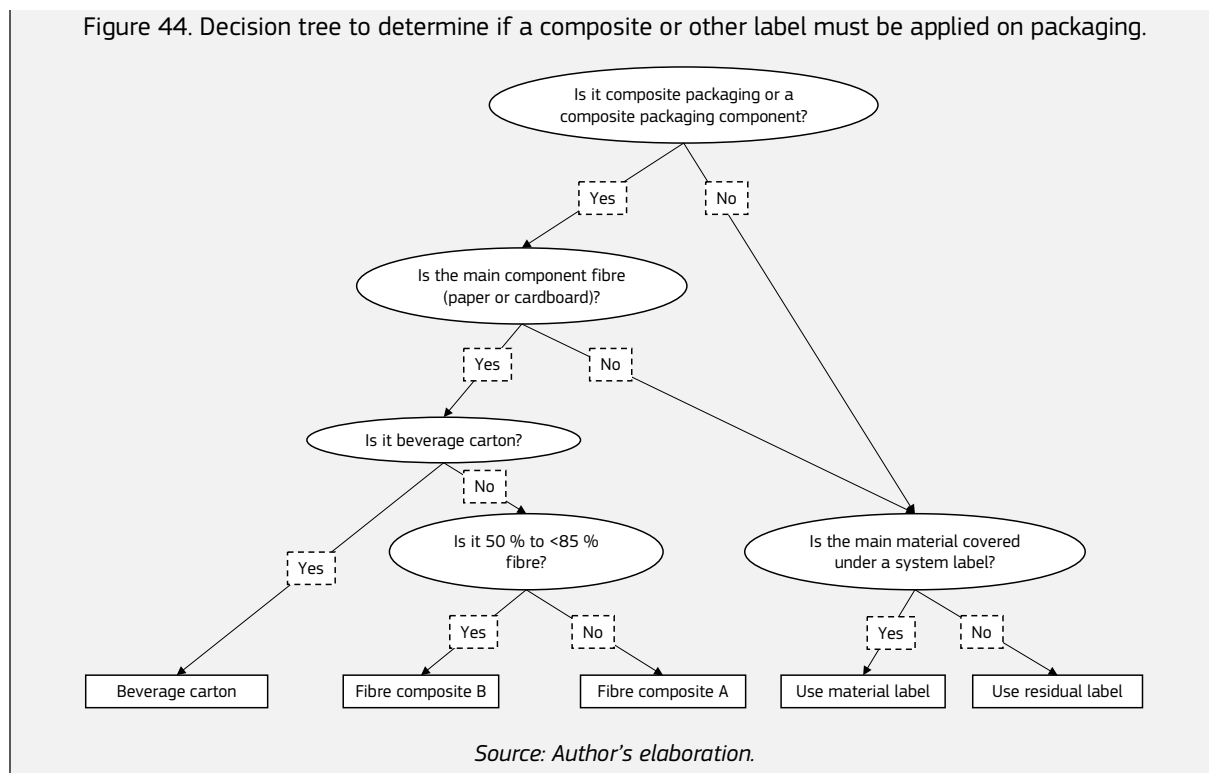 Figure 44. Decision tree to determine if a composite or other label must be applied on packaging.
Is it composite packaging or a
composite packaging component?
Yes
No
Is the main component fibre
(paper or cardboard)?
Yes
No
Is it beverage carton?
No
Is it 50 % to <85 %
fibre?
Is the main material covered
under a system label?
Yes
Yes
No
Yes
No
Beverage carton
Fibre composite B
Fibre composite A
Use material label
Use residual label
Source: Author's elaboration.